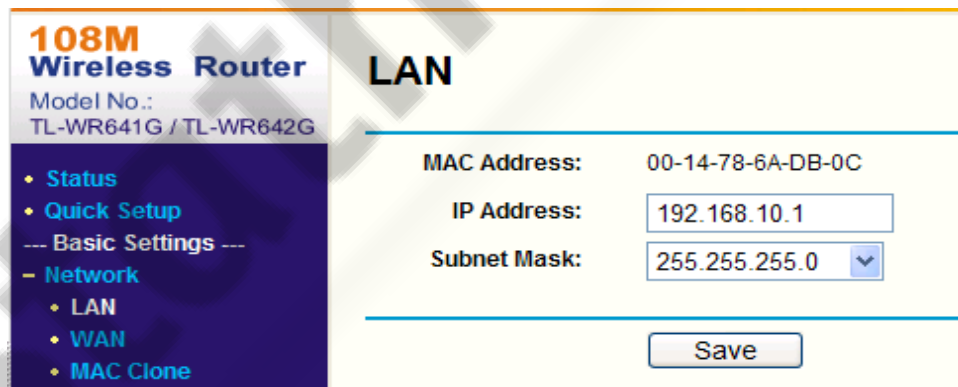 108M
Wireless Router
Model No.:
TL-WR641G / TL-WR642G
• Status
• Quick Setup
--- Basic Settings ---
– Network
• LAN
• WAN
• MAC Clone
LAN
MAC Address: 00-14-78-6A-DB-0C
IP Address: 192.168.10.1
Subnet Mask: 255.255.255.0
Save